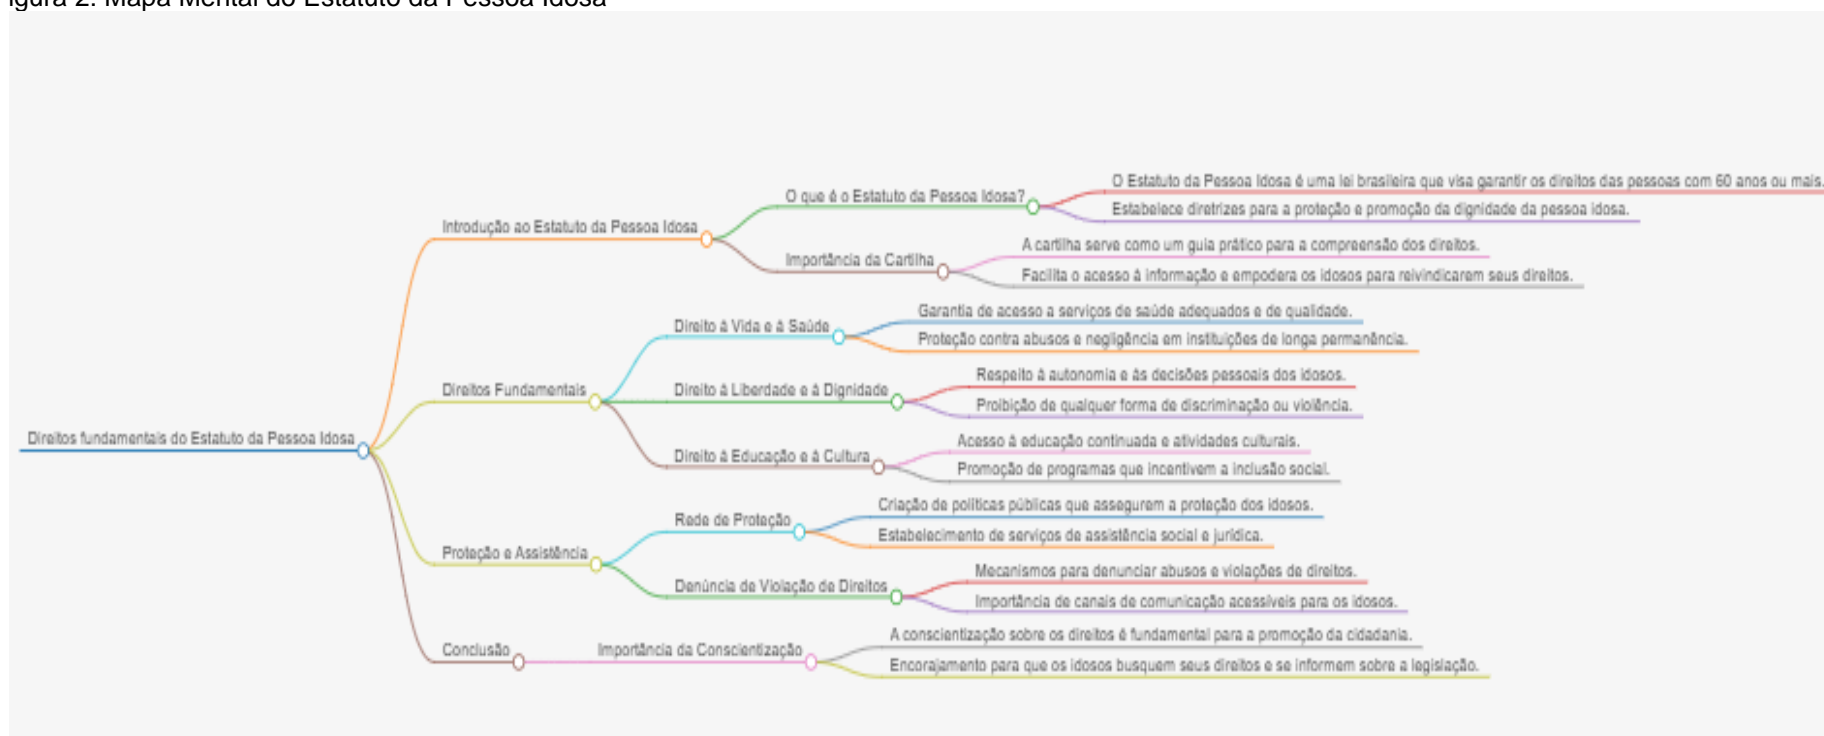 igura 2: Mapa Mental do Estatuto da Pessoa Idosa
Direitos fundamentais do Estatuto da Pessoa Idosa
Introdução ao Estatuto da Pessoa Idosa
O que é o Estatuto da Pessoa Idosa?
O Estatuto da Pessoa Idosa é uma lei brasileira que visa garantir os direitos das pessoas com 60 anos ou mais.
Estabelece diretrizes para a proteção e promoção da dignidade da pessoa idosa.
Importância da Cartilha
A cartilha serve como um guia prático para a compreensão dos direitos.
Facilita o acesso à informação e empodera os idosos para reivindicarem seus direitos.
Direitos Fundamentais
Direito à Vida e à Saúde
Garantia de acesso a serviços de saúde adequados e de qualidade.
Proteção contra abusos e negligência em instituições de longa permanência.
Direito à Liberdade e à Dignidade
Respeito à autonomia e às decisões pessoais dos idosos.
Proibição de qualquer forma de discriminação ou violência.
Direito à Educação e à Cultura
Acesso à educação continuada e atividades culturais.
Promoção de programas que incentivem a inclusão social.
Proteção e Assistência
Rede de Proteção
Criação de políticas públicas que assegurem a proteção dos idosos.
Estabelecimento de serviços de assistência social e jurídica.
Denúncia de Violação de Direitos
Mecanismos para denunciar abusos e violações de direitos.
Importância de canais de comunicação acessíveis para os idosos.
Conclusão
Importância da Conscientização
A conscientização sobre os direitos é fundamental para a promoção da cidadania.
Encorajamento para que os idosos busquem seus direitos e se informem sobre a legislação.